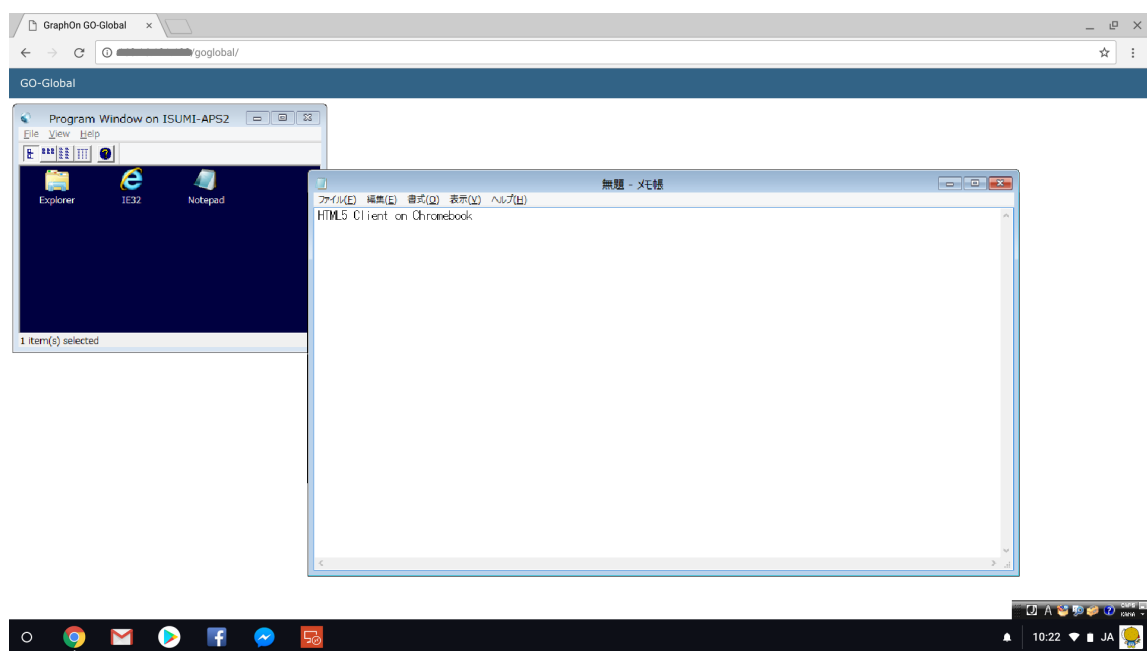 GraphOn GO-Global
/goglobal/
GO-Global
Program Window on ISUMI-APS2
File View Help
Explorer IE32 Notepad
1 item(s) selected
無題 - メモ帳
ファイル(F) 編集(E) 書式(O) 表示(V) ヘルプ(H)
HTML5 Client on Chromebook
J A CAPS
KANA
10:22 JA